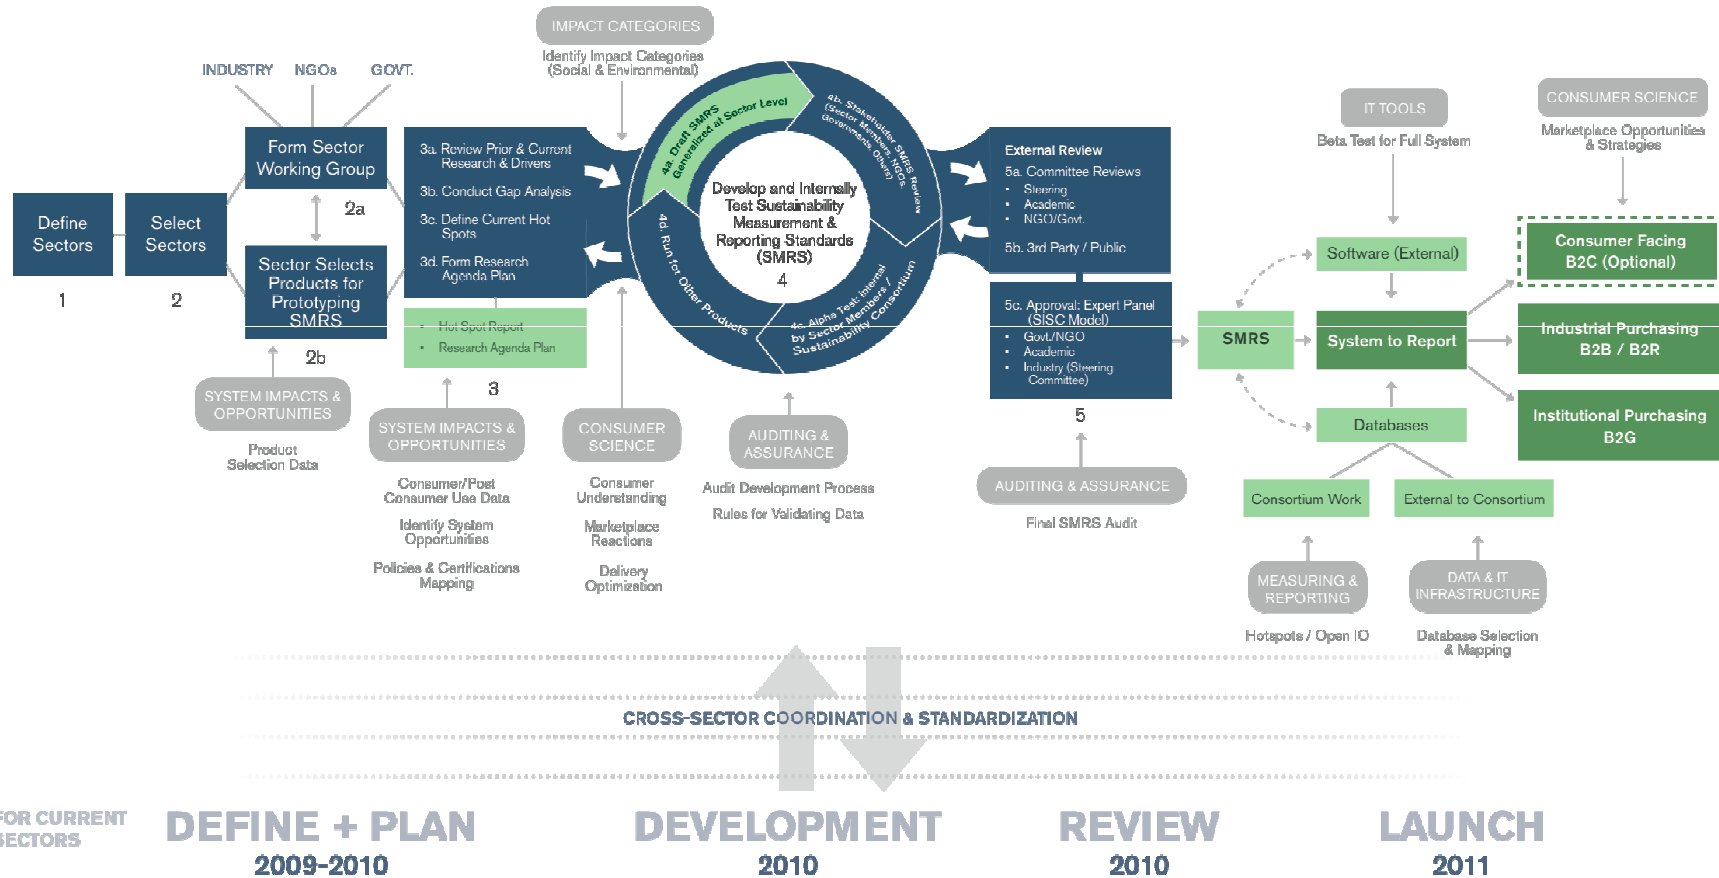 INDUSTRY
NGOs
GOVT.
Define
Sectors
1
Select
Sectors
2
Form Sector
Working Group
2a
Sector Selects
Products for
Prototyping
SMRS
2b
SYSTEM IMPACTS &
OPPORTUNITIES
Product
Selection Data
3a. Review Prior & Current
Research & Drivers
3b. Conduct Gap Analysis
3c. Define Current Hot
Spots
3d. Form Research
Agenda Plan
• Hot Spot Report
• Research Agenda Plan
3
SYSTEM IMPACTS &
OPPORTUNITIES
Consumer/Post
Consumer Use Data
Identify System
Opportunities
Policies & Certifications
Mapping
IMPACT CATEGORIES
Identify Impact Categories
(Social & Environmental)
CONSUMER
SCIENCE
Consumer
Understanding
Marketplace
Reactions
Delivery
Optimization
4a. Draft SMRS
Generalized at Sector Level
4b. Stakeholder SMRS Review
(Sector Members, NGOs,
Governments, Others)
4c. Alpha Test: Internal
by Sector Members /
Sustainability Consortium
4d. Run for Other Products
Develop and Internally
Test Sustainability
Measurement &
Reporting Standards
(SMRS)
4
AUDITING &
ASSURANCE
Audit Development Process
Rules for Validating Data
External Review
5a. Committee Reviews
• Steering
• Academic
• NGO/Govt.
5b. 3rd Party / Public
5c. Approval: Expert Panel
(SISC Model)
• Govt./NGO
• Academic
• Industry (Steering
Committee)
5
AUDITING & ASSURANCE
Final SMRS Audit
SMRS
IT TOOLS
Beta Test for Full System
Software (External)
System to Report
Databases
Consortium Work
External to Consortium
MEASURING &
REPORTING
Hotspots / Open IO
DATA & IT
INFRASTRUCTURE
Database Selection
& Mapping
CONSUMER SCIENCE
Marketplace Opportunities
& Strategies
Consumer Facing
B2C (Optional)
Industrial Purchasing
B2B / B2R
Institutional Purchasing
B2G
CROSS-SECTOR COORDINATION & STANDARDIZATION
FOR CURRENT
SECTORS
DEFINE + PLAN
2009-2010
DEVELOPMENT
2010
REVIEW
2010
LAUNCH
2011